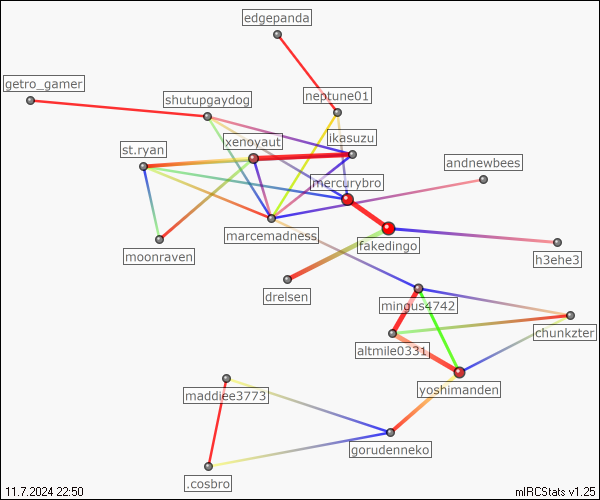 edgepanda
getro_gamer
shutupgaydog
neptune01
xenoyaut
ikasuzu
st.ryan
andnewbees
mercurybro
marcemadness
fakedingo
moonraven
h3ehe3
drelsen
mingus4742
chunkzter
altmile0331
yoshimanden
maddiee3773
gorudenneko
.cosbro
11.7.2024 22:50
mIRCStats v1.25